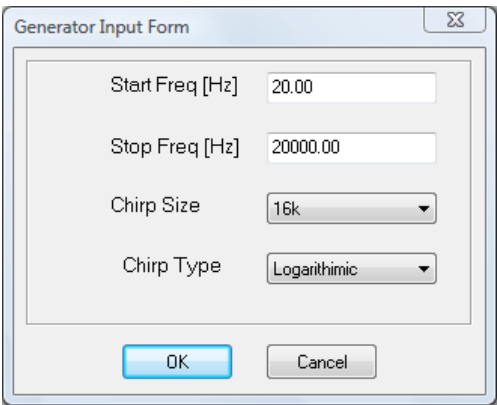 Generator Input Form
Start Freq [Hz] 20.00
Stop Freq [Hz] 20000.00
Chirp Size 16k
Chirp Type Logarithimic
OK Cancel